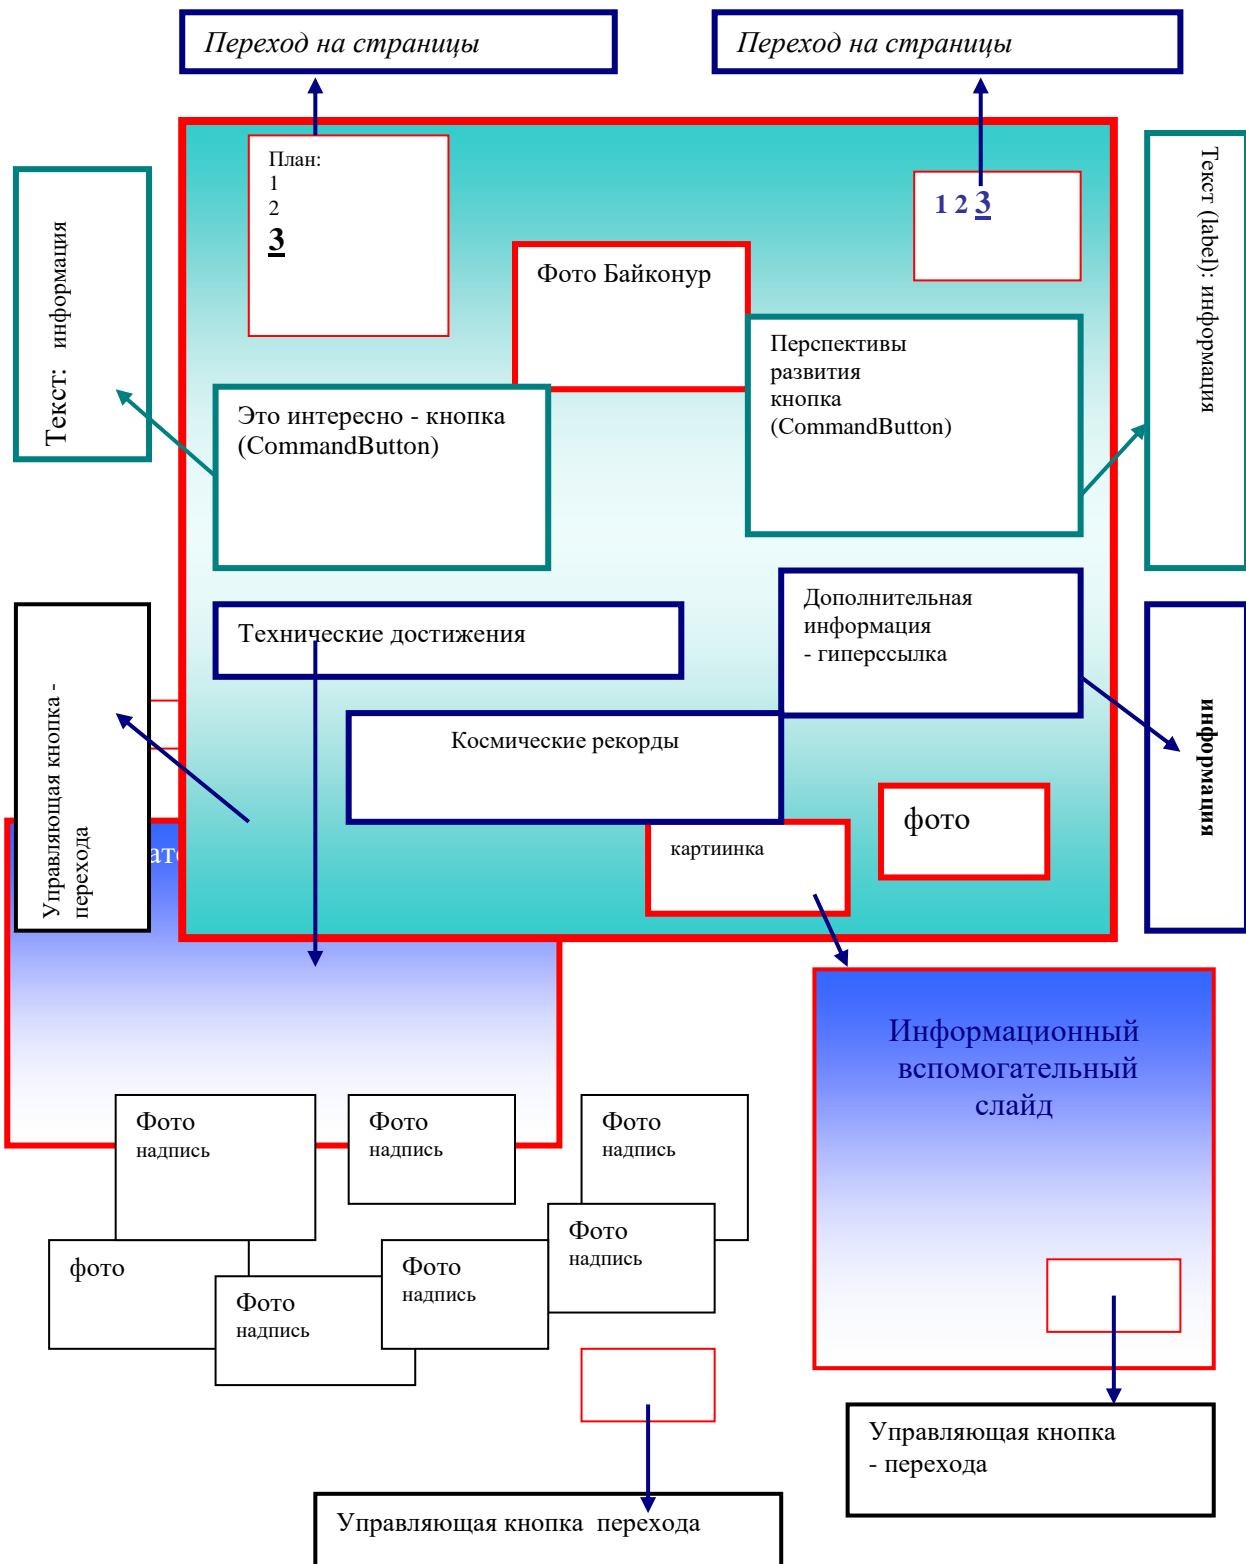 Переход на страницы
Переход на страницы
План:
1
2
3
1 2 3
Текст (label): информация
Текст: информация
Фото Байконур
Перспективы
развития
кнопка
(CommandButton)
Это интересно - кнопка
(CommandButton)
Дополнительная
информация
- гиперссылка
Технические достижения
Управляющая кнопка -
перехода
информация
Космические рекорды
фото
картиинка
Информационный
вспомогательный
слайд
Фото
надпись
Фото
надпись
Фото
надпись
Фото
надпись
фото
Фото
надпись
Фото
надпись
Управляющая кнопка
- перехода
Управляющая кнопка перехода